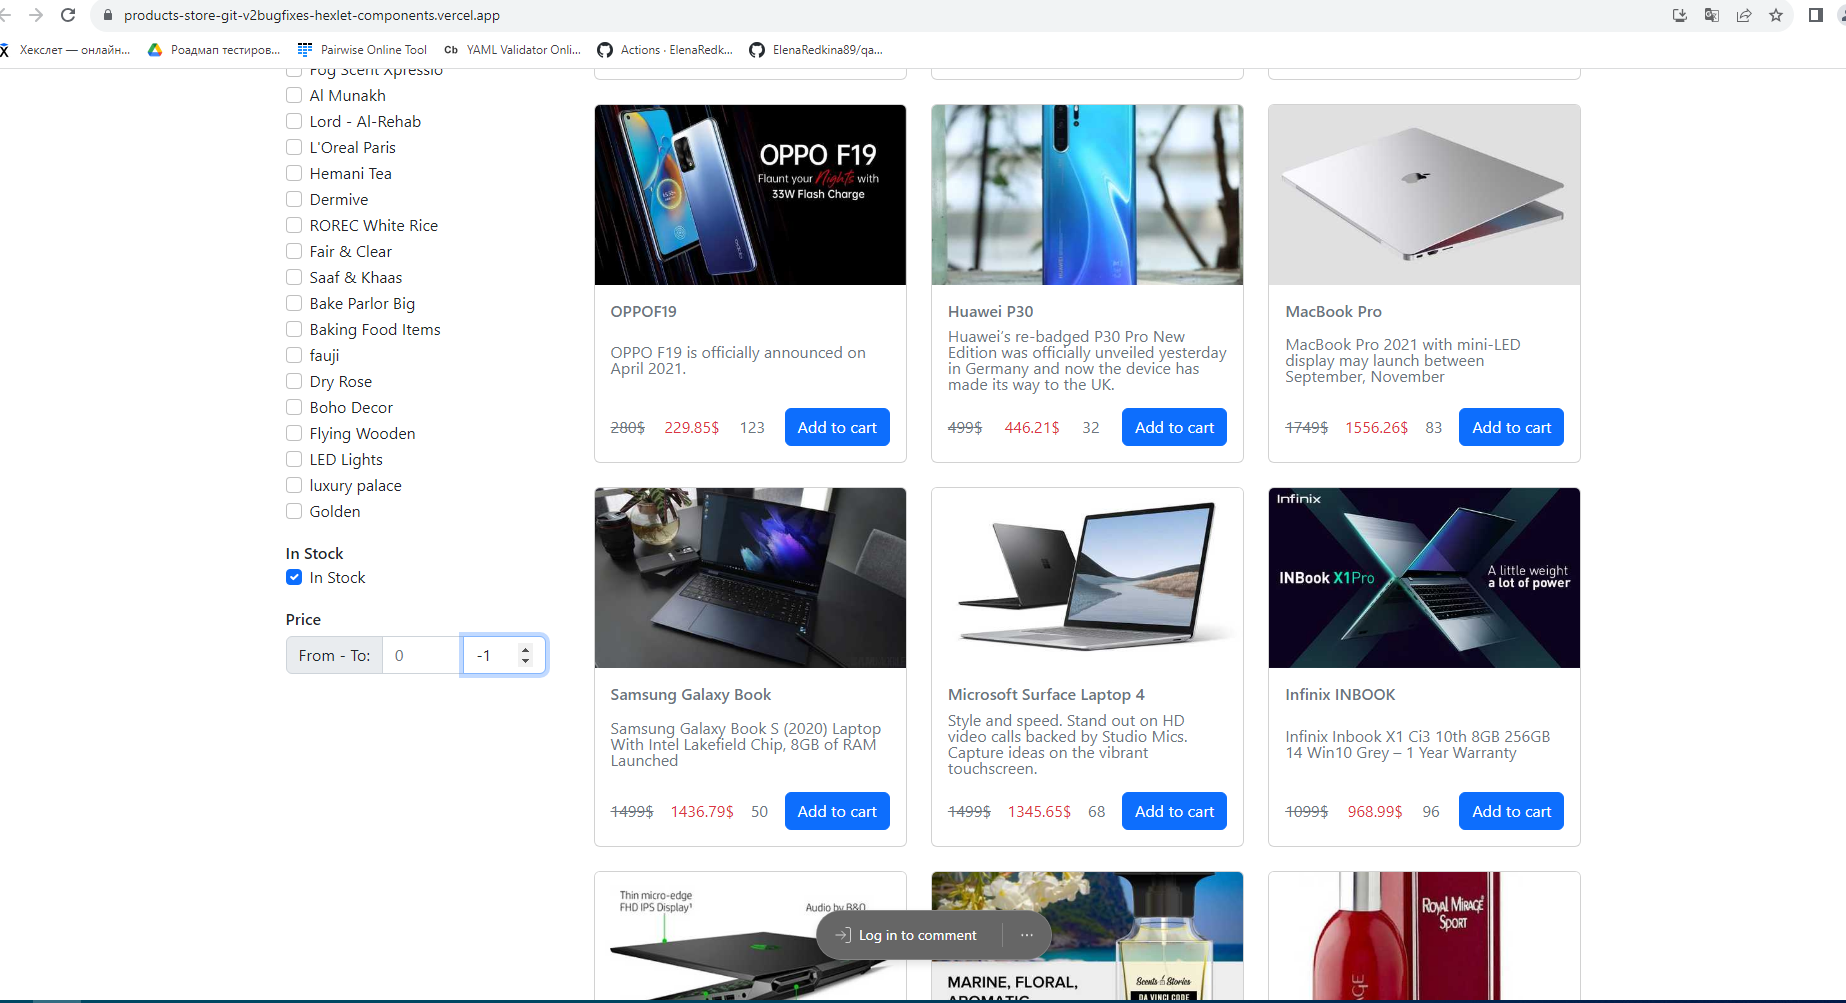 products-store-git-v2bugfixes-hexlet-components.vercel.app
Хекслет — онлайн...
Роадмап тестиров...
Pairwise Online Tool
Cb YAML Validator Onli...
Actions · ElenaRedk...
ElenaRedkina89/qa...
Fog Scent Xpressio
Al Munakh
Lord - Al-Rehab
L'Oreal Paris
Hemani Tea
Dermive
ROREC White Rice
Fair & Clear
Saaf & Khaas
Bake Parlor Big
Baking Food Items
fauji
Dry Rose
Boho Decor
Flying Wooden
LED Lights
luxury palace
Golden
In Stock
In Stock
Price
From - To: 0 -1
OPPO F19
Flaunt your Nights with
33W Flash Charge
OPPOF19
OPPO F19 is officially announced on
April 2021.
280$ 229.85$ 123 Add to cart
HUAWEI P30
Huawei P30
Huawei’s re-badged P30 Pro New
Edition was officially unveiled yesterday
in Germany and now the device has
made its way to the UK.
499$ 446.21$ 32 Add to cart
MacBook Pro
MacBook Pro 2021 with mini-LED
display may launch between
September, November
1749$ 1556.26$ 83 Add to cart
Samsung Galaxy Book
Samsung Galaxy Book S (2020) Laptop
With Intel Lakefield Chip, 8GB of RAM
Launched
1499$ 1436.79$ 50 Add to cart
Microsoft Surface Laptop 4
Style and speed. Stand out on HD
video calls backed by Studio Mics.
Capture ideas on the vibrant
touchscreen.
1499$ 1345.65$ 68 Add to cart
Infinix
INBook X1Pro
A little weight
a lot of power
Infinix INBOOK
Infinix Inbook X1 Ci3 10th 8GB 256GB
14 Win10 Grey – 1 Year Warranty
1099$ 968.99$ 96 Add to cart
Thin micro-edge
FHD IPS Display¹
Audio by B&O
MARINE, FLORAL,
AROMATIC
Scents & Stories
DA VINCI CODE
ROYAL MIRAGE
SPORT
Log in to comment